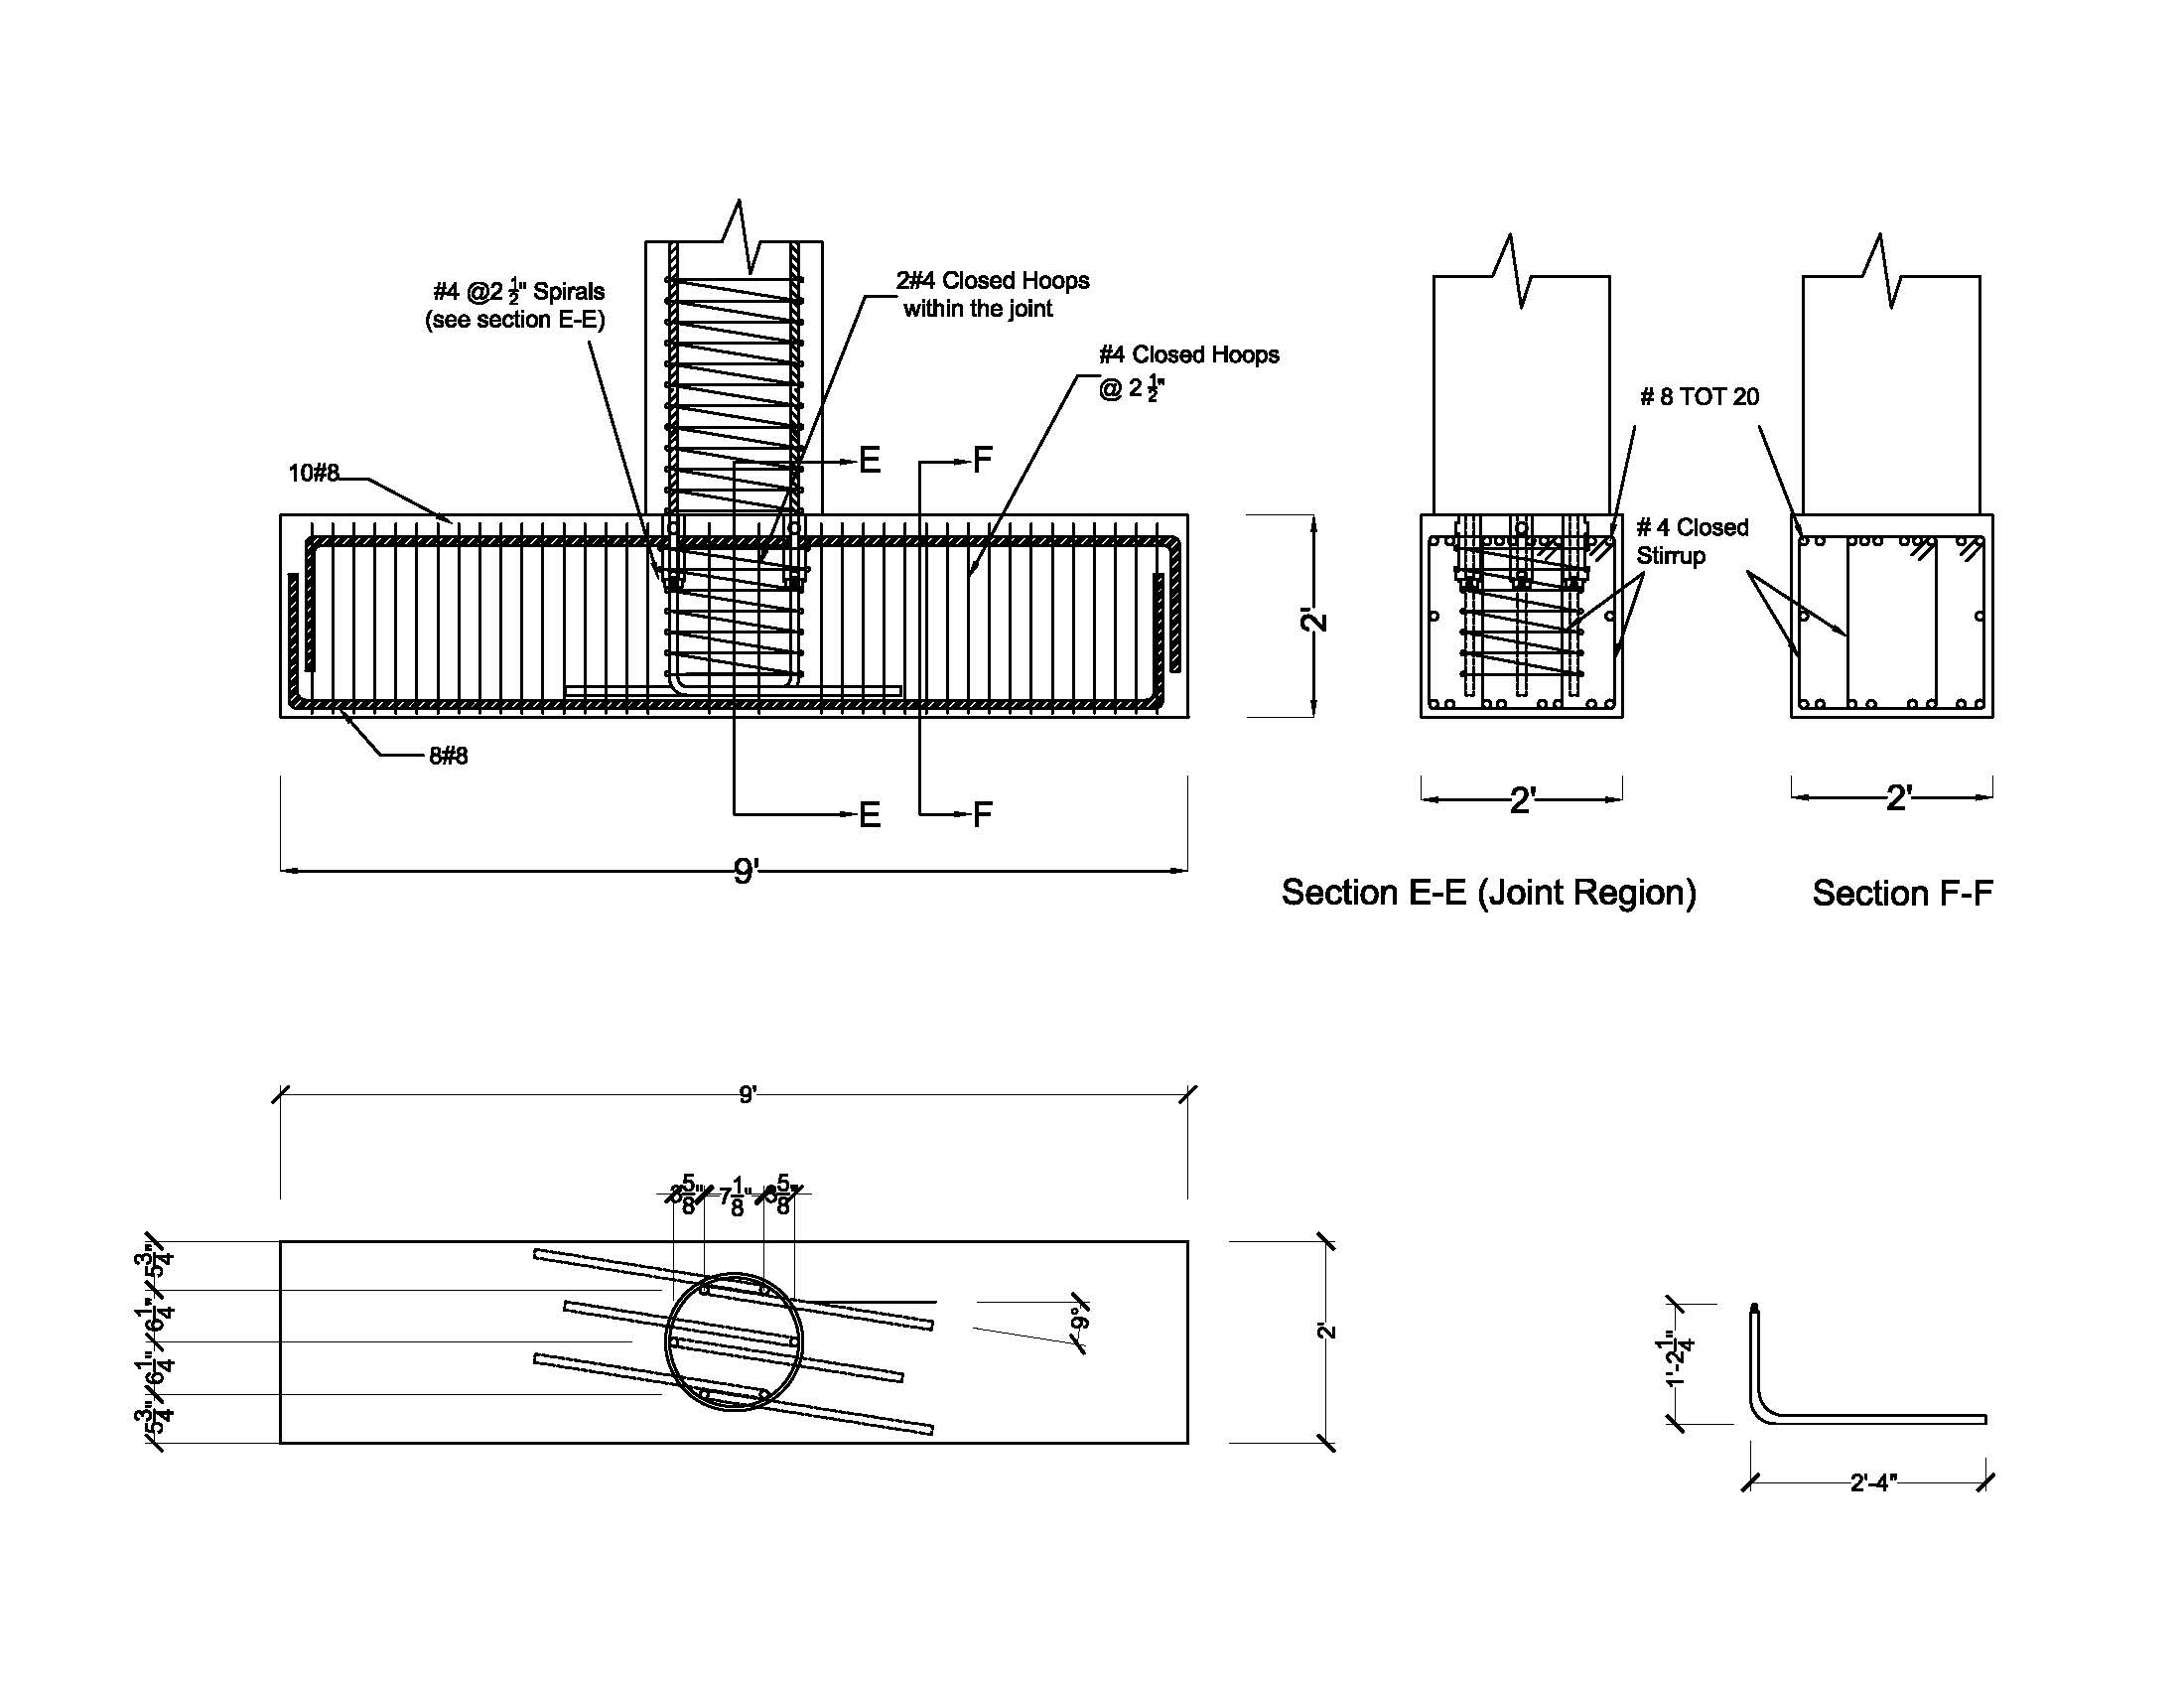 #4 @2 1/2" Spirals
(see section E-E)
2#4 Closed Hoops
within the joint
#4 Closed Hoops
@ 2 1/2"
# 8 TOT 20
10#8
E
F
# 4 Closed
Stirrup
2'
8#8
E
F
2'
2'
9'
Section E-E (Joint Region)
Section F-F
9'
3 5/8"
7 1/8"
3 5/8"
5 3/4"
6 1/4"
6 1/4"
5 3/4"
9°
2'
1'-2 1/4"
2'-4"